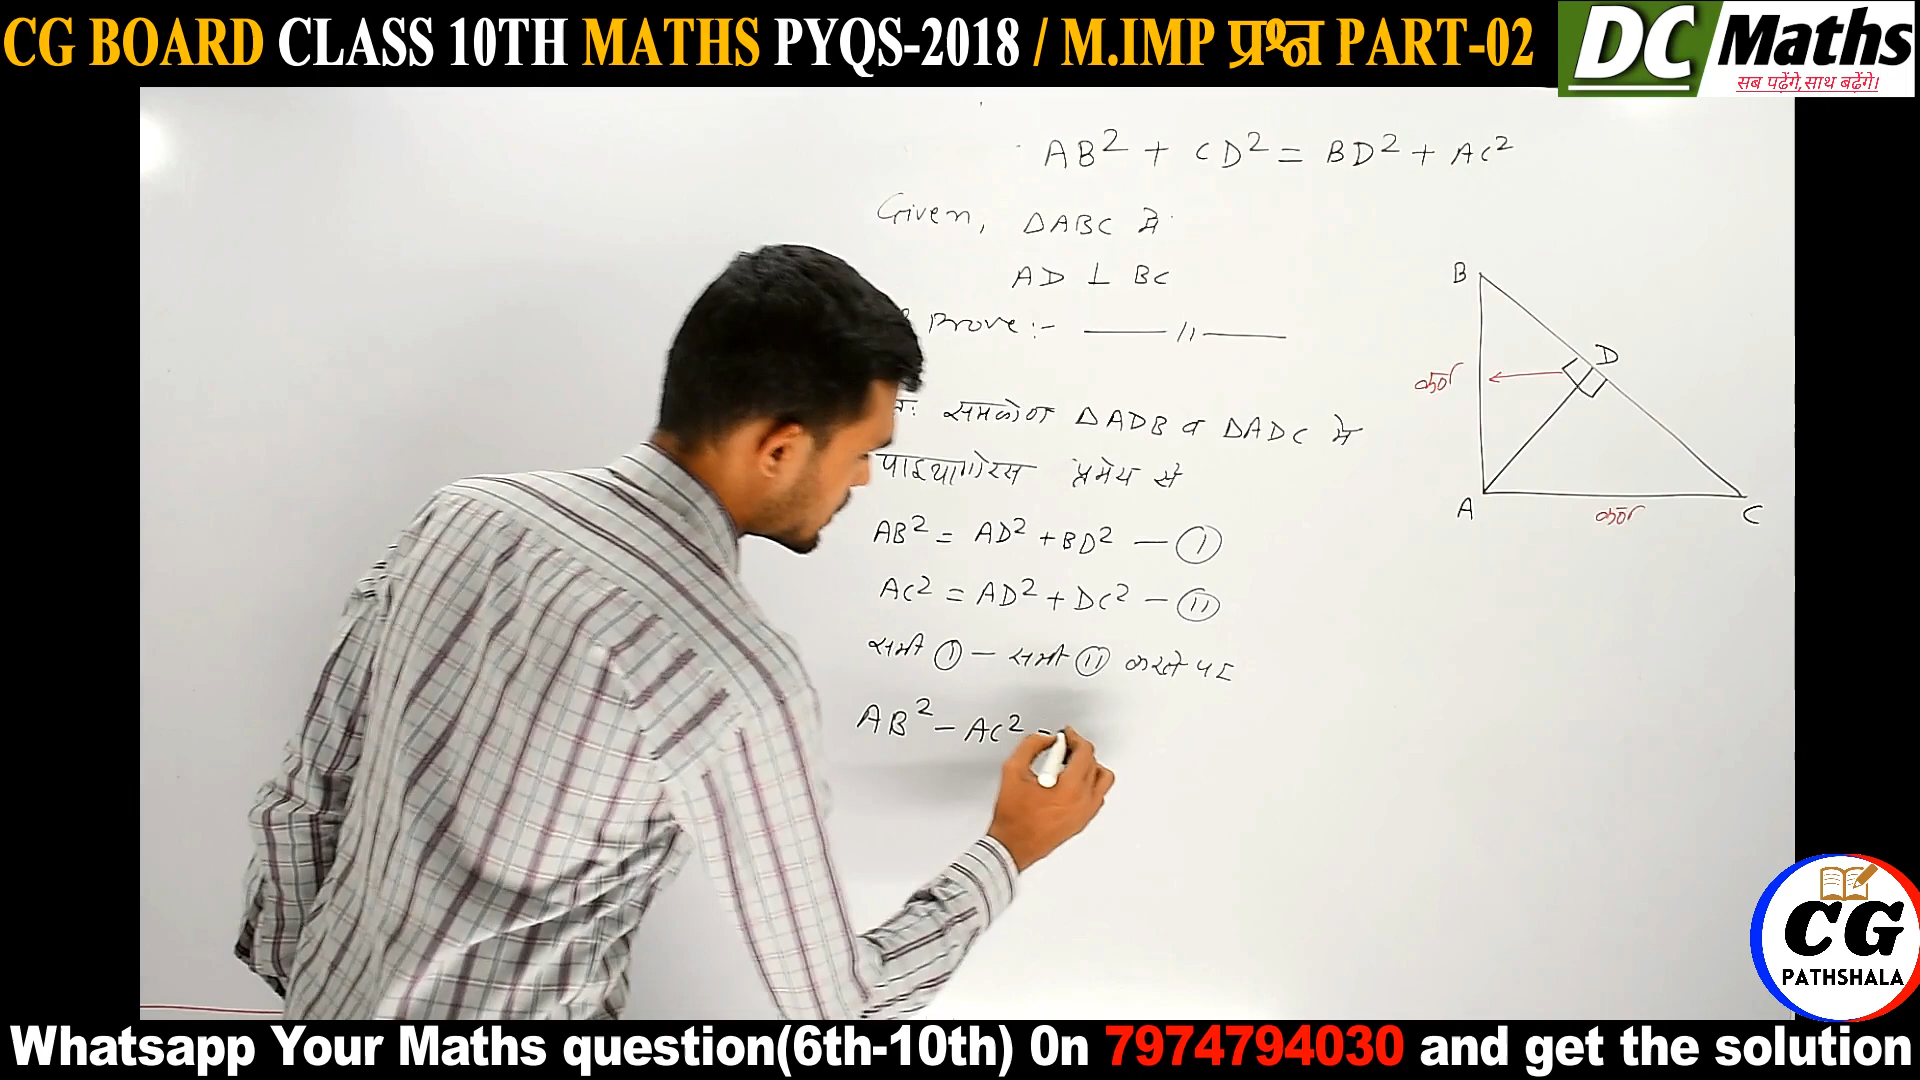 CG BOARD CLASS 10TH MATHS PYQS-2018 / M.IMP प्रश्न PART-02
DC Maths
सब पढ़ेंगे,साथ बढ़ेंगे।
AB² + CD² = BD² + AC²
Given, ΔABC में
AD ⊥ BC
Prove :- —— 11 ——
समकोण ΔADB व ΔADC में
पाइथागोरस प्रमेय से
AB² = AD² + BD² — (I)
AC² = AD² + DC² — (II)
समी (I) — समी (II) करने पर
AB² – AC² =
B
D
कर्ण
A
कर्ण
C
CG
PATHSHALA
Whatsapp Your Maths question(6th-10th) 0n 7974794030 and get the solution